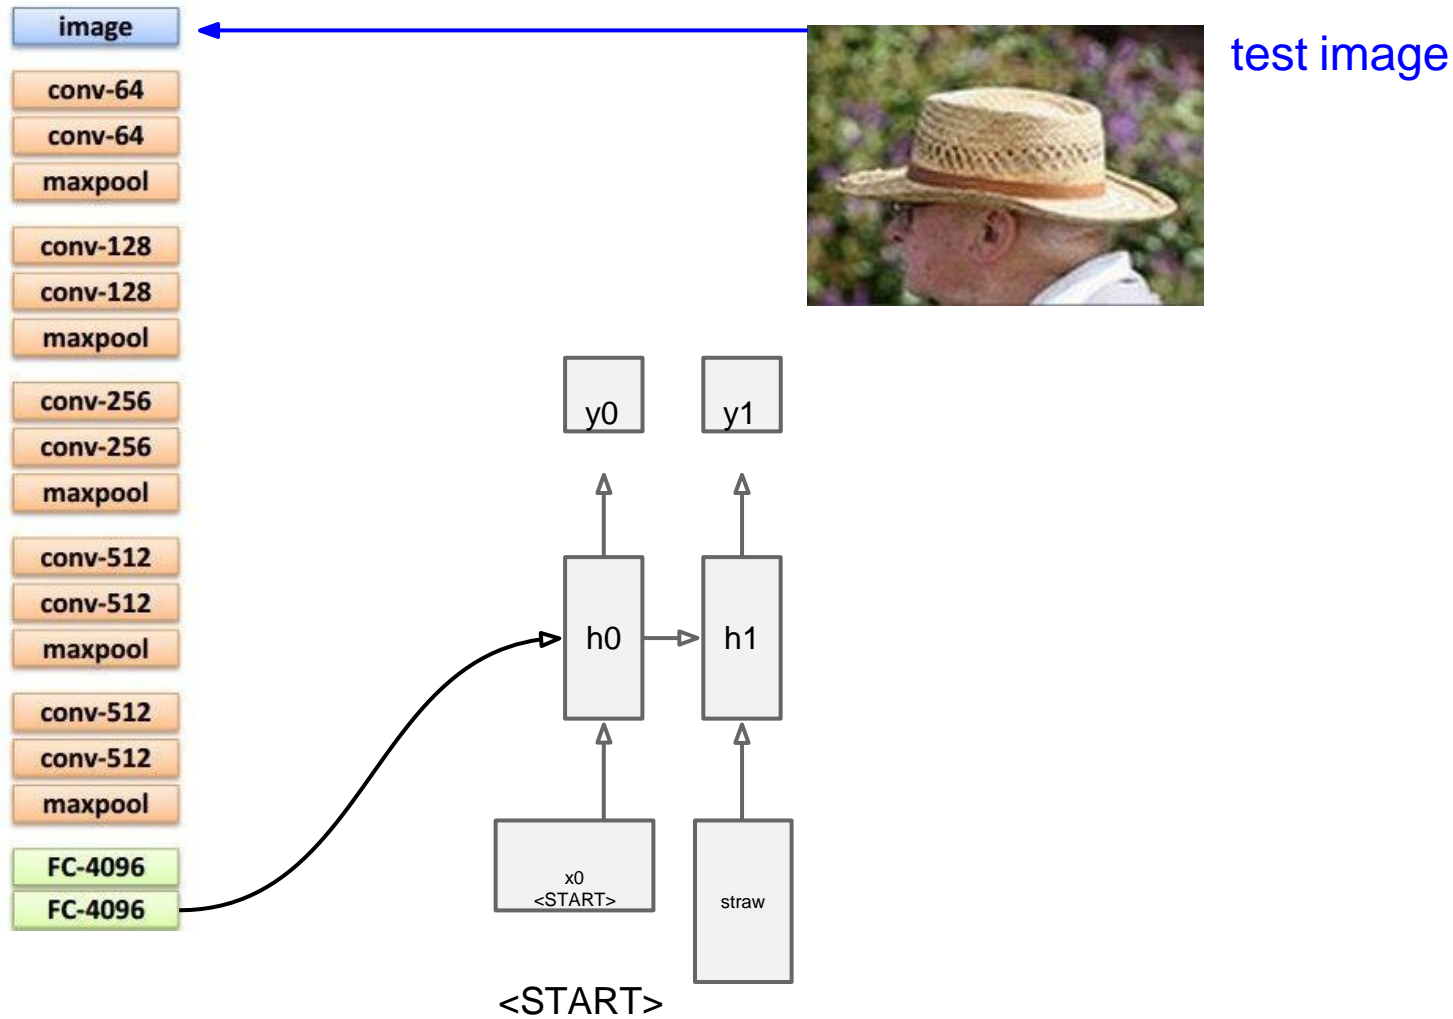 image
conv-64
conv-64
maxpool
conv-128
conv-128
maxpool
conv-256
conv-256
maxpool
conv-512
conv-512
maxpool
conv-512
conv-512
maxpool
FC-4096
FC-4096
test image
y0
y1
h0
h1
x0
<START>
straw
<START>